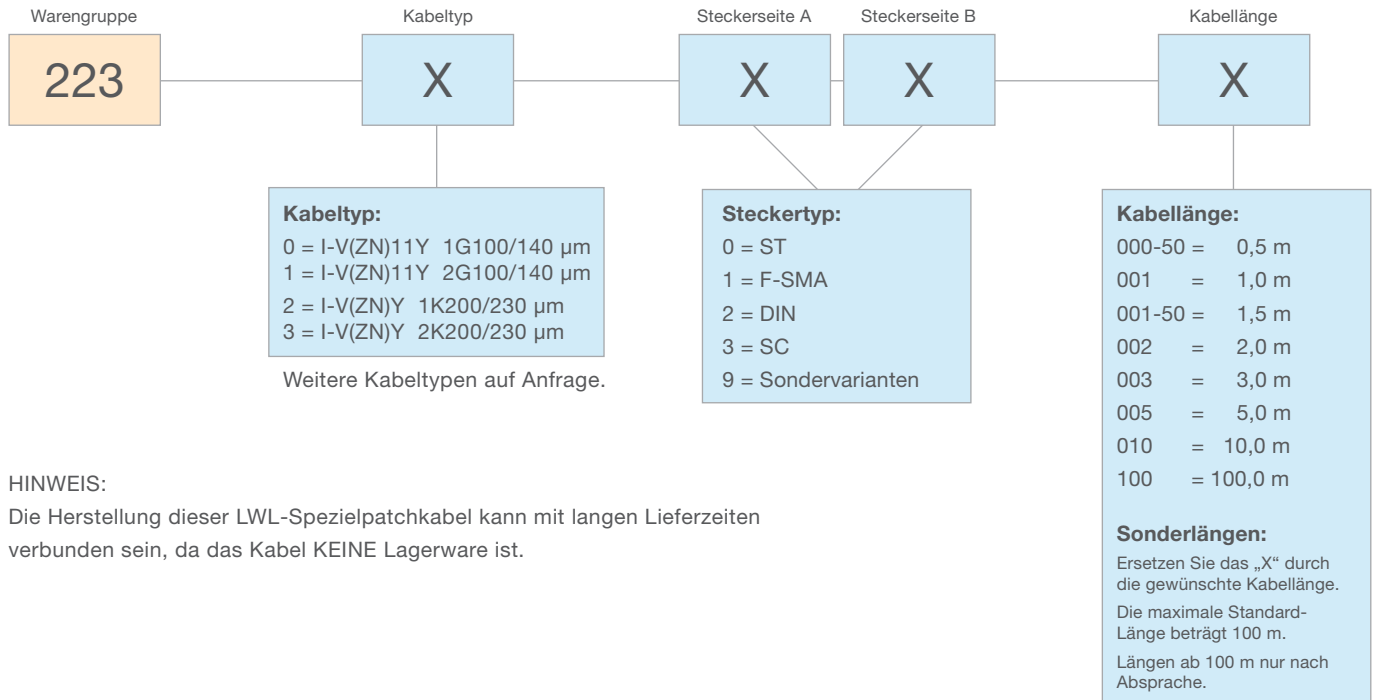 Warengruppe
Kabeltyp
Steckerseite A
Steckerseite B
Kabellänge
223
X
X
X
X
Kabeltyp:
0 = I-V(ZN)11Y 1G100/140 µm
1 = I-V(ZN)11Y 2G100/140 µm
2 = I-V(ZN)Y 1K200/230 µm
3 = I-V(ZN)Y 2K200/230 µm
Weitere Kabeltypen auf Anfrage.
Steckertyp:
0 = ST
1 = F-SMA
2 = DIN
3 = SC
9 = Sondervarianten
Kabellänge:
000-50 = 0,5 m
001 = 1,0 m
001-50 = 1,5 m
002 = 2,0 m
003 = 3,0 m
005 = 5,0 m
010 = 10,0 m
100 = 100,0 m
Sonderlängen:
Ersetzen Sie das „X“ durch
die gewünschte Kabellänge.
Die maximale Standard-
Länge beträgt 100 m.
Längen ab 100 m nur nach
Absprache.
HINWEIS:
Die Herstellung dieser LWL-Spezielpatchkabel kann mit langen Lieferzeiten
verbunden sein, da das Kabel KEINE Lagerware ist.